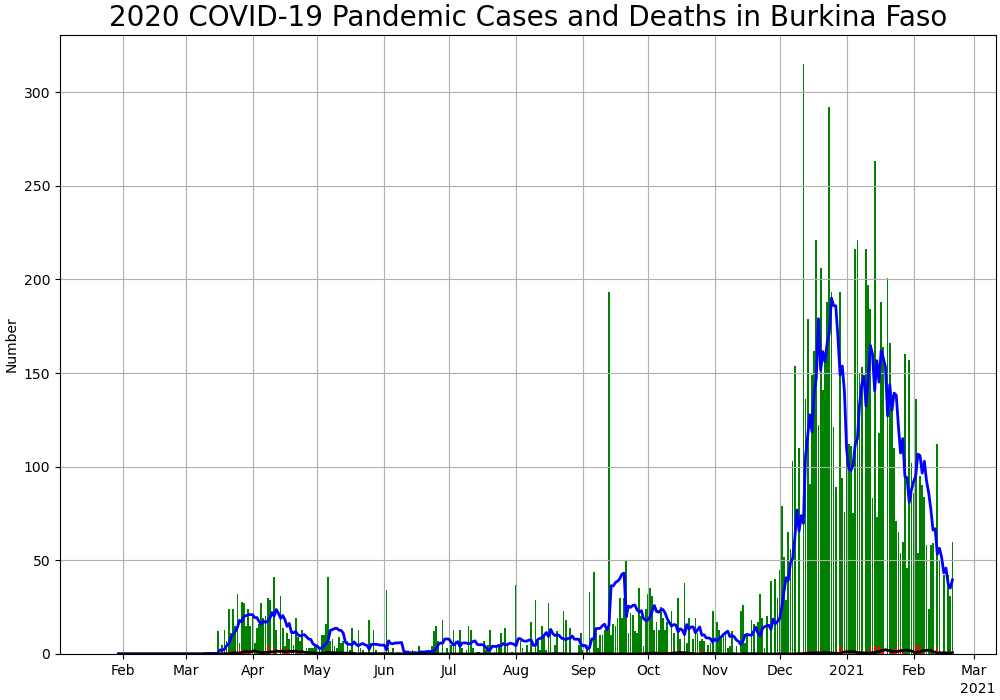 2020 COVID-19 Pandemic Cases and Deaths in Burkina Faso
Number
300
250
200
150
100
50
0
Feb Mar Apr May Jun Jul Aug Sep Oct Nov Dec 2021 Feb Mar
2021